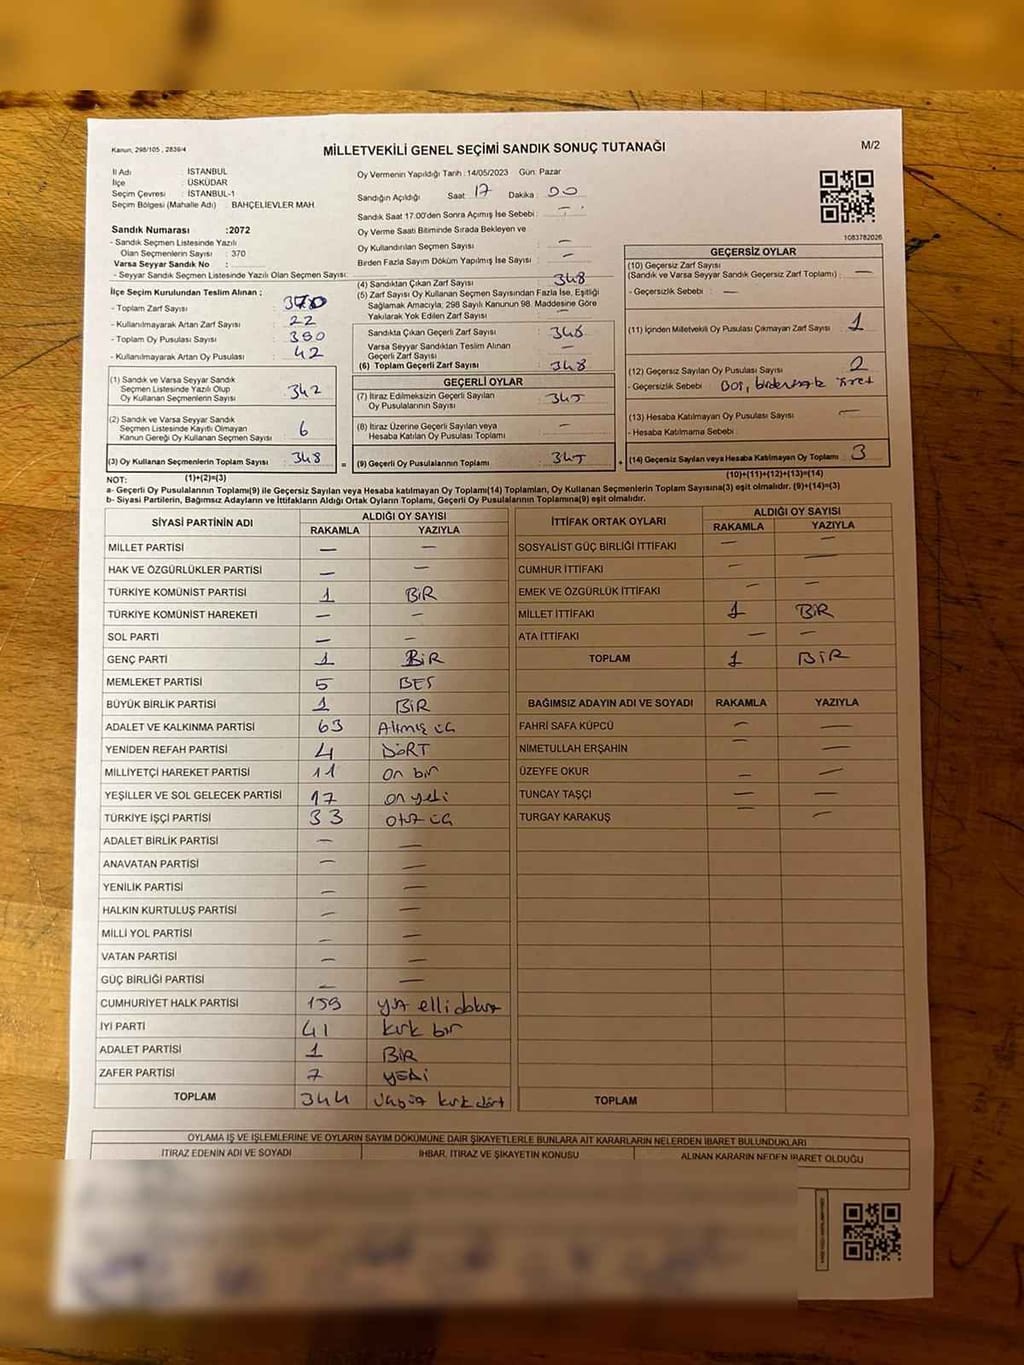 Kanun, 298/105 , 2839/4
MİLLETVEKİLİ GENEL SEÇİMİ SANDIK SONUÇ TUTANAĞI
M/2
İl Adı : İSTANBUL
İlçe : ÜSKÜDAR
Seçim Çevresi : İSTANBUL-1
Seçim Bölgesi (Mahalle Adı) : BAHÇELİEVLER MAH.
Sandık Numarası :2072
- Sandık Seçmen Listesinde Yazılı
Olan Seçmenlerin Sayısı : 370
Varsa Seyyar Sandık No :
- Seyyar Sandık Seçmen Listesinde Yazılı Olan Seçmen Sayısı:
Oy Vermenin Yapıldığı Tarih :14/05/2023 Gün: Pazar
Sandığın Açıldığı Saat : 17 Dakika : 00
Sandık Saat 17.00'den Sonra Açımış İse Sebebi : —
Oy Verme Saati Bitiminde Sırada Bekleyen ve
Oy Kullandırılan Seçmen Sayısı : —
Birden Fazla Sayım Döküm Yapılmış İse Sayısı : —
1083782026
İlçe Seçim Kurulundan Teslim Alınan ;
- Toplam Zarf Sayısı : 370
- Kullanılmayarak Artan Zarf Sayısı : 22
- Toplam Oy Pusulası Sayısı : 390
- Kullanılmayarak Artan Oy Pusulası : 42
(1) Sandık ve Varsa Seyyar Sandık
Seçmen Listesinde Yazılı Olup
Oy Kullanan Seçmenlerin Sayısı : 342
(2) Sandık ve Varsa Seyyar Sandık
Seçmen Listesinde Kayıtlı Olmayan
Kanun Gereği Oy Kullanan Seçmen Sayısı : 6
(3) Oy Kullanan Seçmenlerin Toplam Sayısı : 348
(4) Sandıktan Çıkan Zarf Sayısı : 348
(5) Zarf Sayısı Oy Kullanan Seçmen Sayısından Fazla İse, Eşitliği
Sağlamak Amacıyla; 298 Sayılı Kanunun 98. Maddesine Göre
Yakılarak Yok Edilen Zarf Sayısı : —
Sandıkta Çıkan Geçerli Zarf Sayısı : 348
Varsa Seyyar Sandıktan Teslim Alınan
Geçerli Zarf Sayısı : —
(6) Toplam Geçerli Zarf Sayısı : 348
GEÇERLİ OYLAR
(7) İtiraz Edilmeksizin Geçerli Sayılan
Oy Pusulalarının Sayısı : 345
(8) İtiraz Üzerine Geçerli Sayılan veya
Hesaba Katılan Oy Pusulası Toplamı : —
= (9) Geçerli Oy Pusulalarının Toplamı : 345
GEÇERSİZ OYLAR
(10) Geçersiz Zarf Sayısı
(Sandık ve Varsa Seyyar Sandık Geçersiz Zarf Toplamı) : —
- Geçersizlik Sebebi : —
(11) İçinden Milletvekili Oy Pusulası Çıkmayan Zarf Sayısı : 1
(12) Geçersiz Sayılan Oy Pusulası Sayısı : 2
- Geçersizlik Sebebi : Boş,
(13) Hesaba Katılmayan Oy Pusulası Sayısı : —
- Hesaba Katılmama Sebebi :
+ (14) Geçersiz Sayılan veya Hesaba Katılmayan Oy Toplamı : 3
NOT: (1)+(2)=(3) (10)+(11)+(12)+(13)=(14)
a- Geçerli Oy Pusulalarının Toplamı(9) ile Geçersiz Sayılan veya Hesaba katılmayan Oy Toplamı(14) Toplamları, Oy Kullanan Seçmenlerin Toplam Sayısına(3) eşit olmalıdır. (9)+(14)=(3)
b- Siyasi Partilerin, Bağımsız Adayların ve İttifakların Aldığı Ortak Oyların Toplamı, Geçerli Oy Pusulalarının Toplamına(9) eşit olmalıdır.
SİYASİ PARTİNİN ADI ALDIĞI OY SAYISI
RAKAMLA YAZIYLA
MİLLET PARTİSİ — —
HAK VE ÖZGÜRLÜKLER PARTİSİ — —
TÜRKİYE KOMÜNİST PARTİSİ 1 BİR
TÜRKİYE KOMÜNİST HAREKETİ — —
SOL PARTİ — —
GENÇ PARTİ 1 BİR
MEMLEKET PARTİSİ 5 BEŞ
BÜYÜK BİRLİK PARTİSİ 1 BİR
ADALET VE KALKINMA PARTİSİ 63 Altmış üç
YENİDEN REFAH PARTİSİ 4 DÖRT
MİLLİYETÇİ HAREKET PARTİSİ 11 on bir
YEŞİLLER VE SOL GELECEK PARTİSİ 17 on yedi
TÜRKİYE İŞÇİ PARTİSİ 33 otuz üç
ADALET BİRLİK PARTİSİ — —
ANAVATAN PARTİSİ — —
YENİLİK PARTİSİ — —
HALKIN KURTULUŞ PARTİSİ — —
MİLLİ YOL PARTİSİ — —
VATAN PARTİSİ — —
GÜÇ BİRLİĞİ PARTİSİ — —
CUMHURİYET HALK PARTİSİ 159 yüz elli dokuz
İYİ PARTİ 41 kırk bir
ADALET PARTİSİ 1 BİR
ZAFER PARTİSİ 7 YEDİ
TOPLAM 344 üçyüz kırk dört
İTTİFAK ORTAK OYLARI ALDIĞI OY SAYISI
RAKAMLA YAZIYLA
SOSYALİST GÜÇ BİRLİĞİ İTTİFAKI — —
CUMHUR İTTİFAKI — —
EMEK VE ÖZGÜRLÜK İTTİFAKI — —
MİLLET İTTİFAKI 1 BİR
ATA İTTİFAKI — —
TOPLAM 1 BİR
BAĞIMSIZ ADAYIN ADI VE SOYADI RAKAMLA YAZIYLA
FAHRİ SAFA KÜPCÜ — —
NİMETULLAH ERŞAHİN — —
ÜZEYFE OKUR — —
TUNCAY TAŞÇI — —
TURGAY KARAKUŞ — —
TOPLAM
OYLAMA İŞ VE İŞLEMLERİNE VE OYLARIN SAYIM DÖKÜMÜNE DAİR ŞİKAYETLERLE BUNLARA AİT KARARLARIN NELERDEN İBARET BULUNDUKLARI
İTİRAZ EDENİN ADI VE SOYADI İHBAR, İTİRAZ VE ŞİKAYETİN KONUSU ALINAN KARARIN NEDEN İBARET OLDUĞU